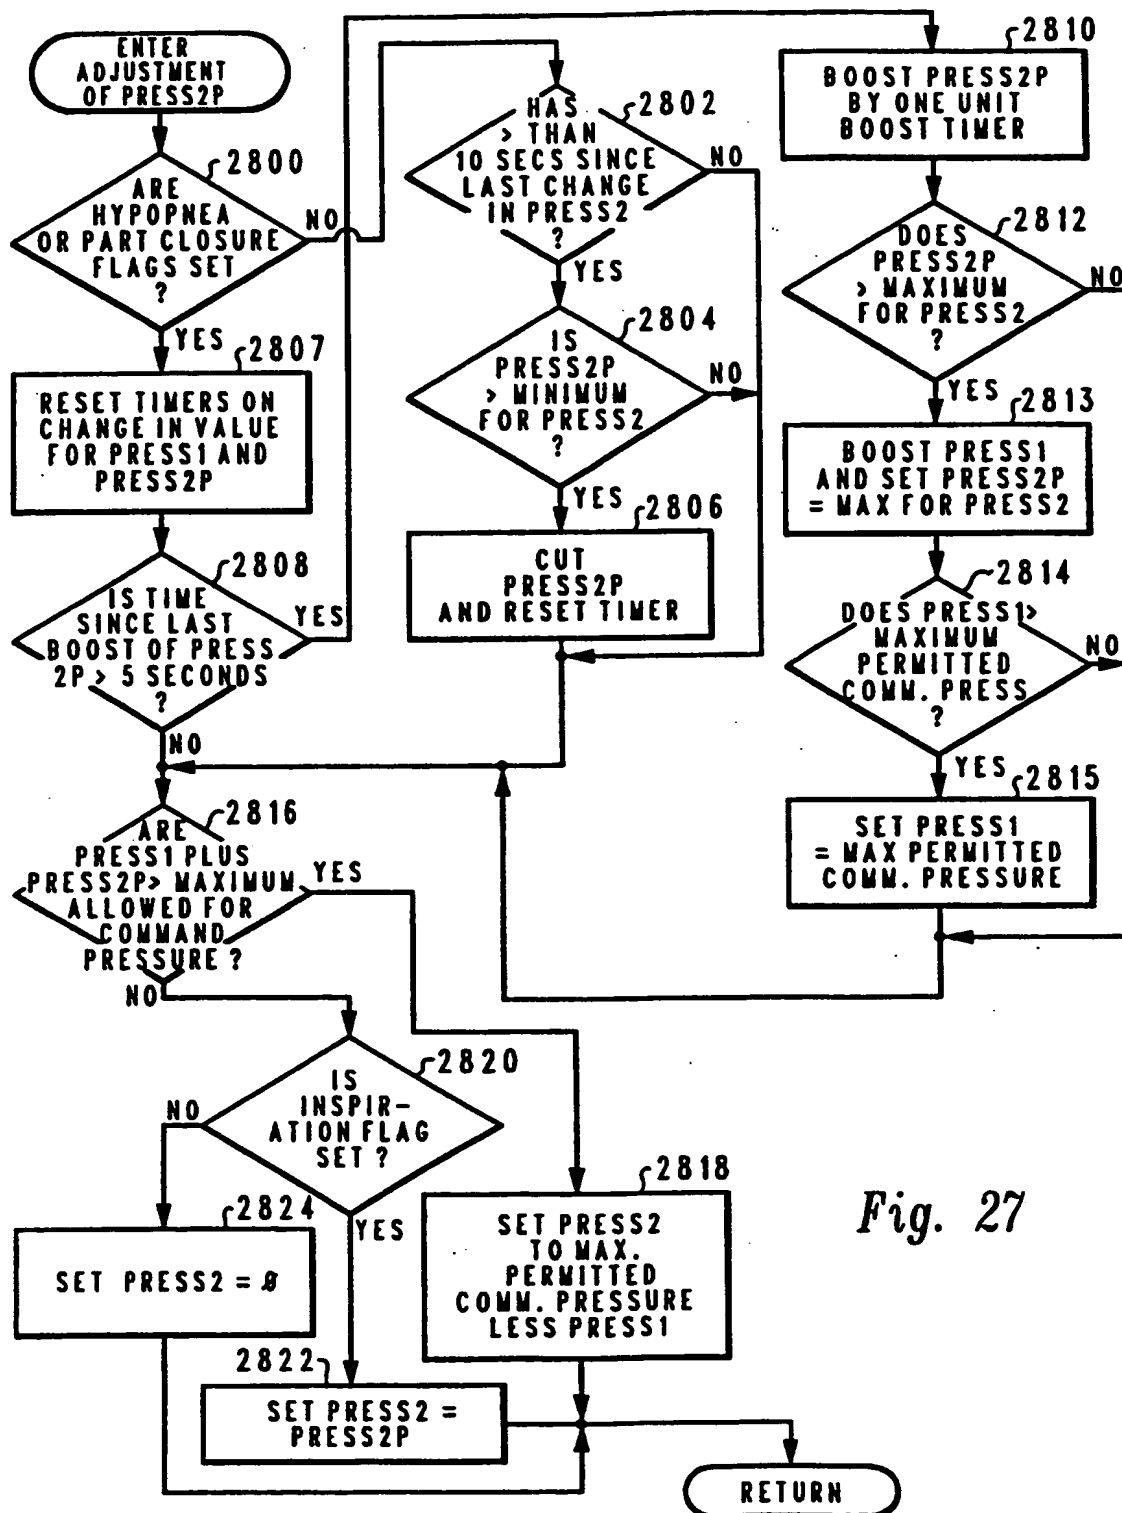 ENTER
ADJUSTMENT
OF PRESS2P
2800
ARE
HYPOPNEA
OR PART CLOSURE
FLAGS SET
?
NO
YES
2807
RESET TIMERS ON
CHANGE IN VALUE
FOR PRESS1 AND
PRESS2P
2808
IS TIME
SINCE LAST
BOOST OF PRESS
2P > 5 SECONDS
?
YES
NO
2802
HAS
> THAN
10 SECS SINCE
LAST CHANGE
IN PRESS2
?
NO
YES
2804
IS
PRESS2P
> MINIMUM
FOR PRESS2
?
NO
YES
2806
CUT
PRESS2P
AND RESET TIMER
2810
BOOST PRESS2P
BY ONE UNIT
BOOST TIMER
2812
DOES
PRESS2P
> MAXIMUM
FOR PRESS2
?
NO
YES
2813
BOOST PRESS1
AND SET PRESS2P
= MAX FOR PRESS2
2814
DOES PRESS1>
MAXIMUM
PERMITTED
COMM. PRESS
?
NO
YES
2815
SET PRESS1
= MAX PERMITTED
COMM. PRESSURE
2816
ARE
PRESS1 PLUS
PRESS2P> MAXIMUM
ALLOWED FOR
COMMAND
PRESSURE ?
YES
NO
2820
IS
INSPIR-
ATION FLAG
SET ?
NO
YES
2824
SET PRESS2 = 0
2822
SET PRESS2 =
PRESS2P
2818
SET PRESS2
TO MAX.
PERMITTED
COMM. PRESSURE
LESS PRESS1
RETURN
Fig. 27